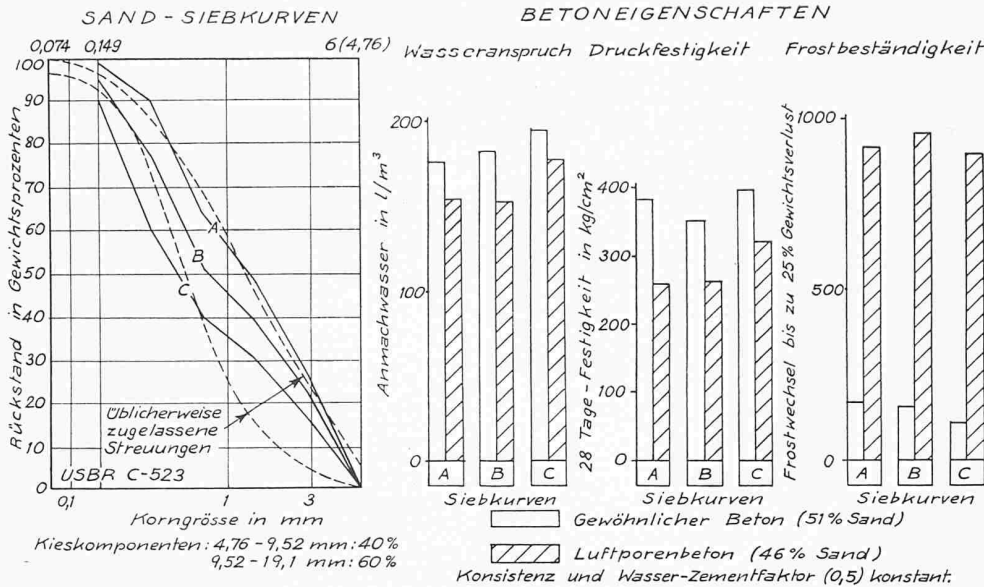 SAND - SIEBKURVEN
BETONEIGENSCHAFTEN
0,074 0,149 6(4,76)
Wasseranspruch Druckfestigkeit Frostbeständigkeit
Rückstand in Gewichtsprozenten
100
90
80
70
60
50
40
30
20
10
0
A
B
C
Üblicherweise
zugelassene
Streuungen
USBR C-523
0,1 1 3
Korngrösse in mm
Kieskomponenten: 4,76 - 9,52 mm: 40%
9,52 - 19,1 mm: 60%
Anmachwasser in l/m³
200
100
0
A B C
Siebkurven
28 Tage - Festigkeit in kg/cm²
400
300
200
100
0
A B C
Siebkurven
Frostwechsel bis zu 25% Gewichtsverlust
1000
500
0
A B C
Siebkurven
Gewöhnlicher Beton (51% Sand)
Luftporenbeton (46% Sand)
Konsistenz und Wasser-Zementfaktor (0,5) konstant.